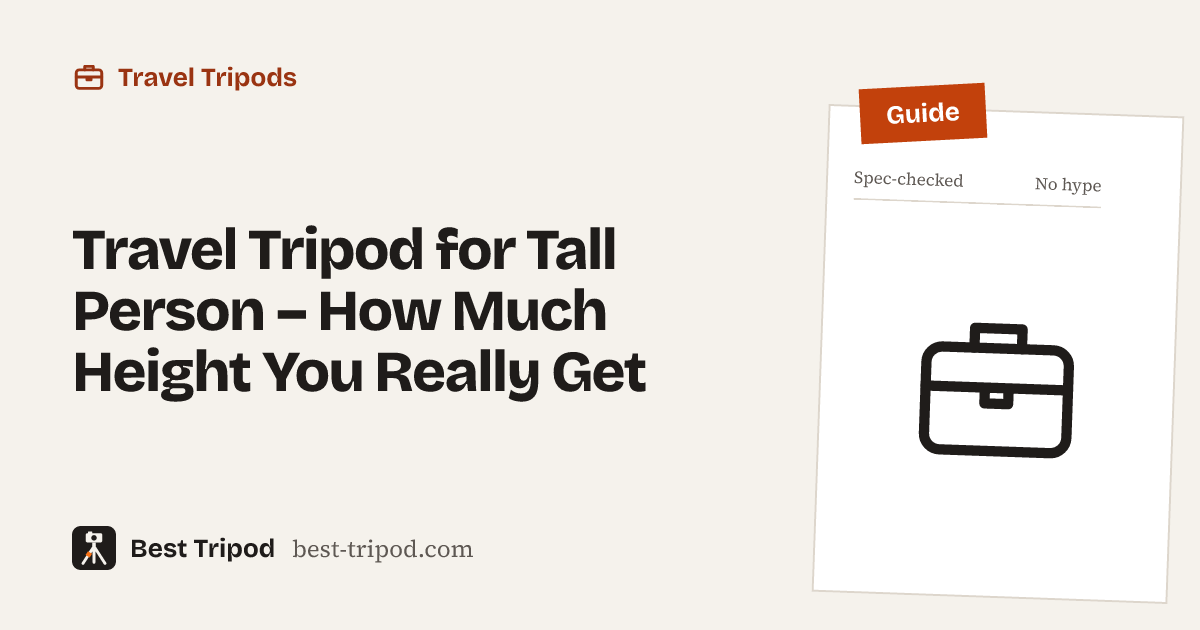 Travel Tripods
Guide
Spec-checked No hype
Travel Tripod for Tall
Person – How Much
Height You Really Get
Best Tripod best-tripod.com